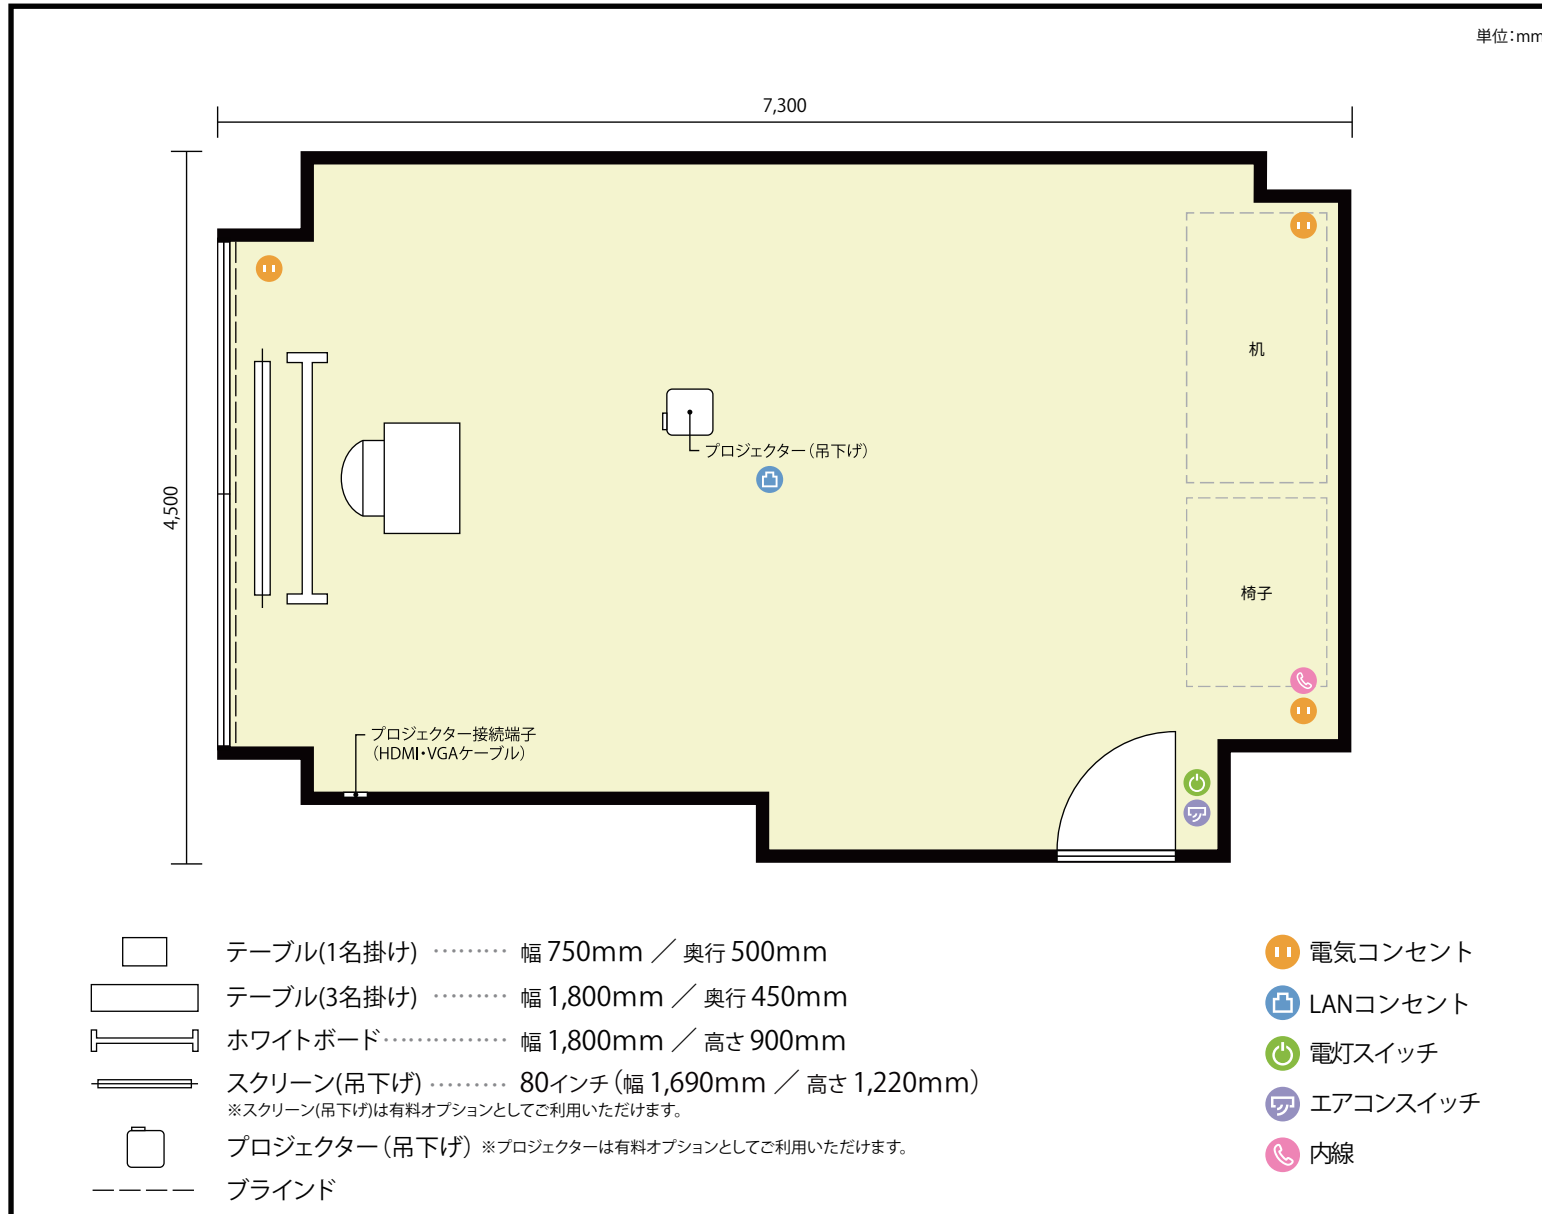 単位:mm
7,300
4,500
机
プロジェクター(吊下げ)
椅子
プロジェクター接続端子
(HDMI・VGAケーブル)
テーブル(1名掛け) ……… 幅 750mm ／ 奥行 500mm
テーブル(3名掛け) ……… 幅 1,800mm ／ 奥行 450mm
ホワイトボード…………… 幅 1,800mm ／ 高さ 900mm
スクリーン(吊下げ) ……… 80インチ(幅 1,690mm ／ 高さ 1,220mm)
※スクリーン(吊下げ)は有料オプションとしてご利用いただけます。
プロジェクター(吊下げ) ※プロジェクターは有料オプションとしてご利用いただけます。
ブラインド
電気コンセント
LANコンセント
電灯スイッチ
エアコンスイッチ
内線